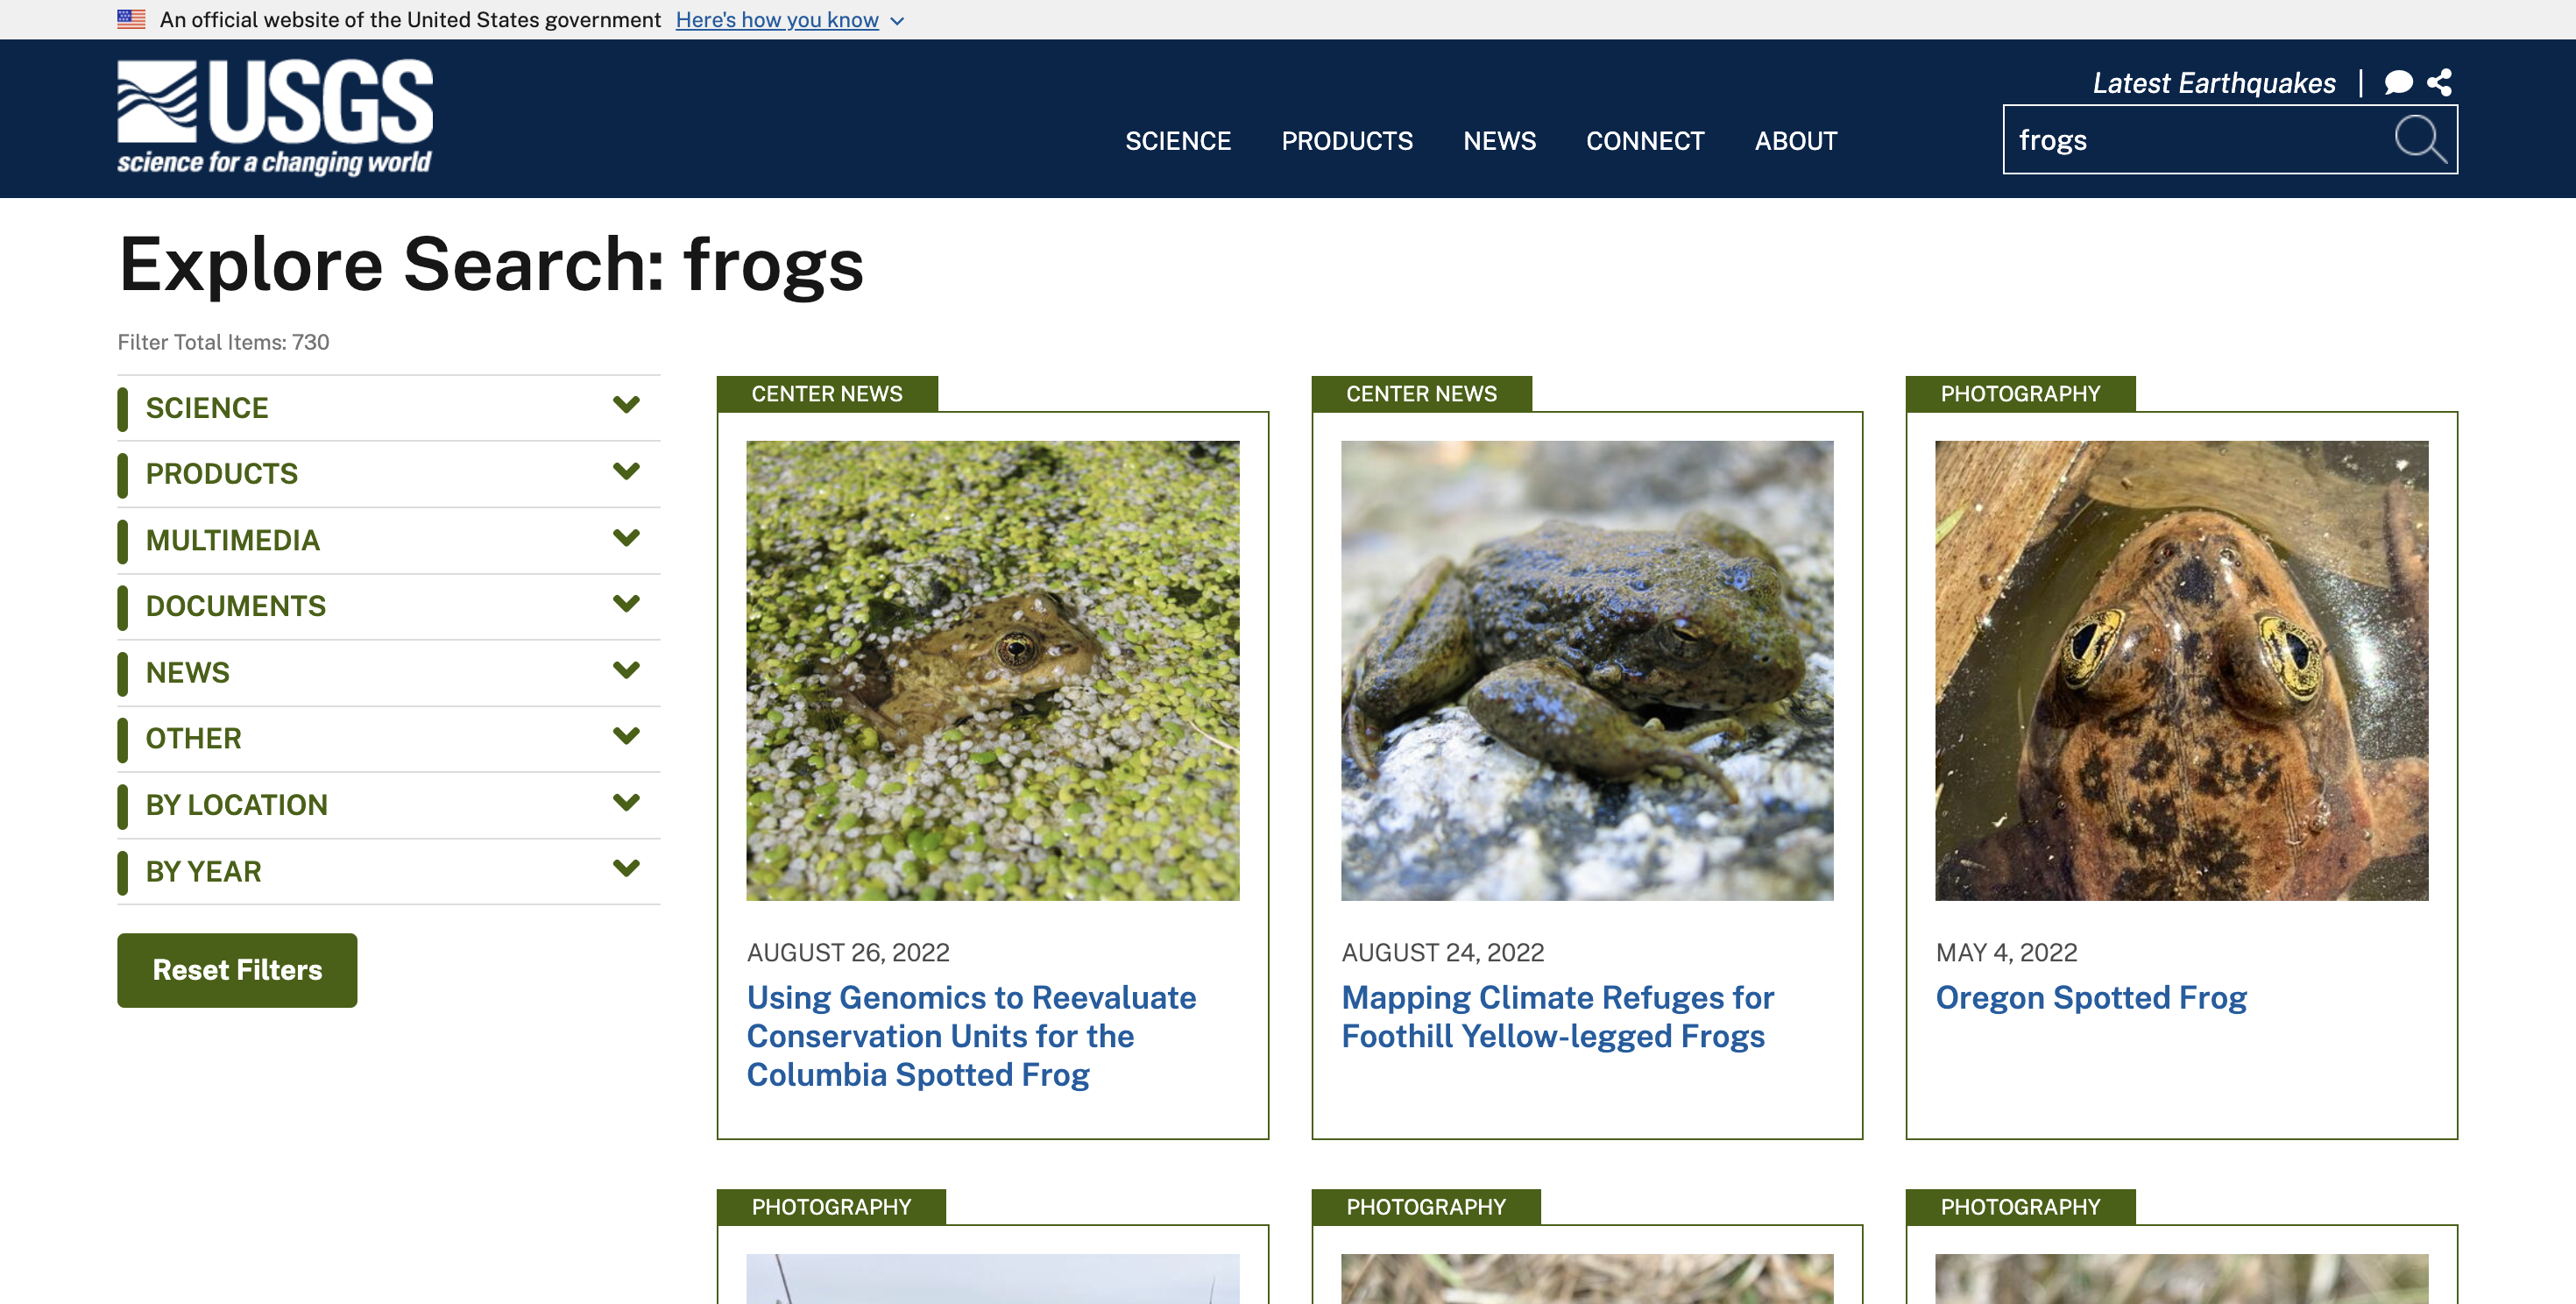 An official website of the United States government Here's how you know
USGS
science for a changing world
Latest Earthquakes |
SCIENCE PRODUCTS NEWS CONNECT ABOUT
frogs
Explore Search: frogs
Filter Total Items: 730
SCIENCE
PRODUCTS
MULTIMEDIA
DOCUMENTS
NEWS
OTHER
BY LOCATION
BY YEAR
Reset Filters
CENTER NEWS
AUGUST 26, 2022
Using Genomics to Reevaluate
Conservation Units for the
Columbia Spotted Frog
CENTER NEWS
AUGUST 24, 2022
Mapping Climate Refuges for
Foothill Yellow-legged Frogs
PHOTOGRAPHY
MAY 4, 2022
Oregon Spotted Frog
PHOTOGRAPHY
PHOTOGRAPHY
PHOTOGRAPHY